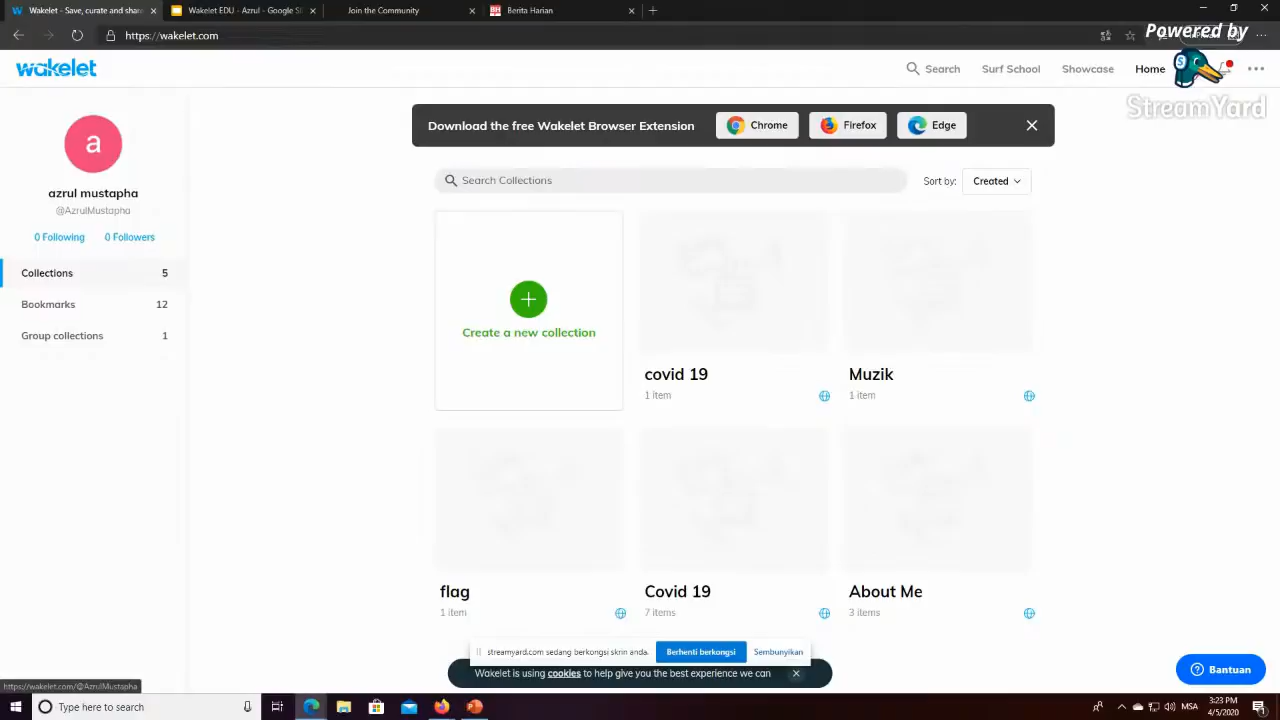 Wakelet - Save, curate and share
Wakelet EDU - Azrul - Google Sl
Join the Community
BH Berita Harian
https://wakelet.com
Powered by
StreamYard
wakelet
Search
Surf School
Showcase
Home
Download the free Wakelet Browser Extension
Chrome
Firefox
Edge
a
azrul mustapha
@AzrulMustapha
0 Following
0 Followers
Collections 5
Bookmarks 12
Group collections 1
Search Collections
Sort by:
Created
Create a new collection
covid 19
1 item
Muzik
1 item
flag
1 item
Covid 19
7 items
About Me
3 items
streamyard.com sedang berkongsi skrin anda.
Berhenti berkongsi
Sembunyikan
Wakelet is using cookies to help give you the best experience we can
Bantuan
https://wakelet.com/@AzrulMustapha
Type here to search
MSA
3:23 PM
4/5/2020